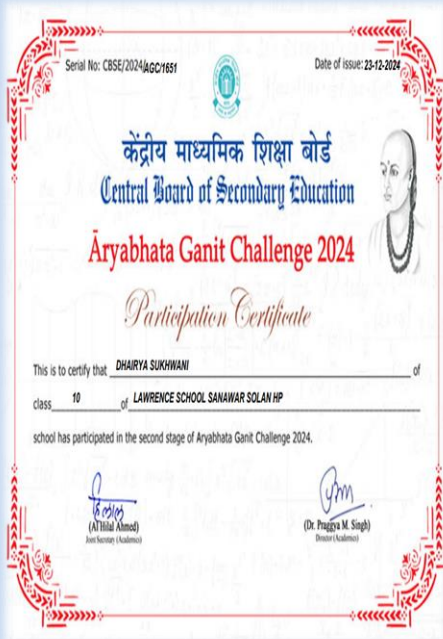 Serial No: CBSE/2024/AGC/1651 Date of issue: 23-12-2024
केंद्रीय माध्यमिक शिक्षा बोर्ड
Central Board of Secondary Education
Āryabhata Ganit Challenge 2024
Participation Certificate
This is to certify that DHAIRYA SUKHWANI of
class 10 of LAWRENCE SCHOOL SANAWAR SOLAN HP
school has participated in the second stage of Aryabhata Ganit Challenge 2024.
(Al Hilal Ahmed) (Dr. Praggya M. Singh)
Joint Secretary (Academics) Director (Academics)